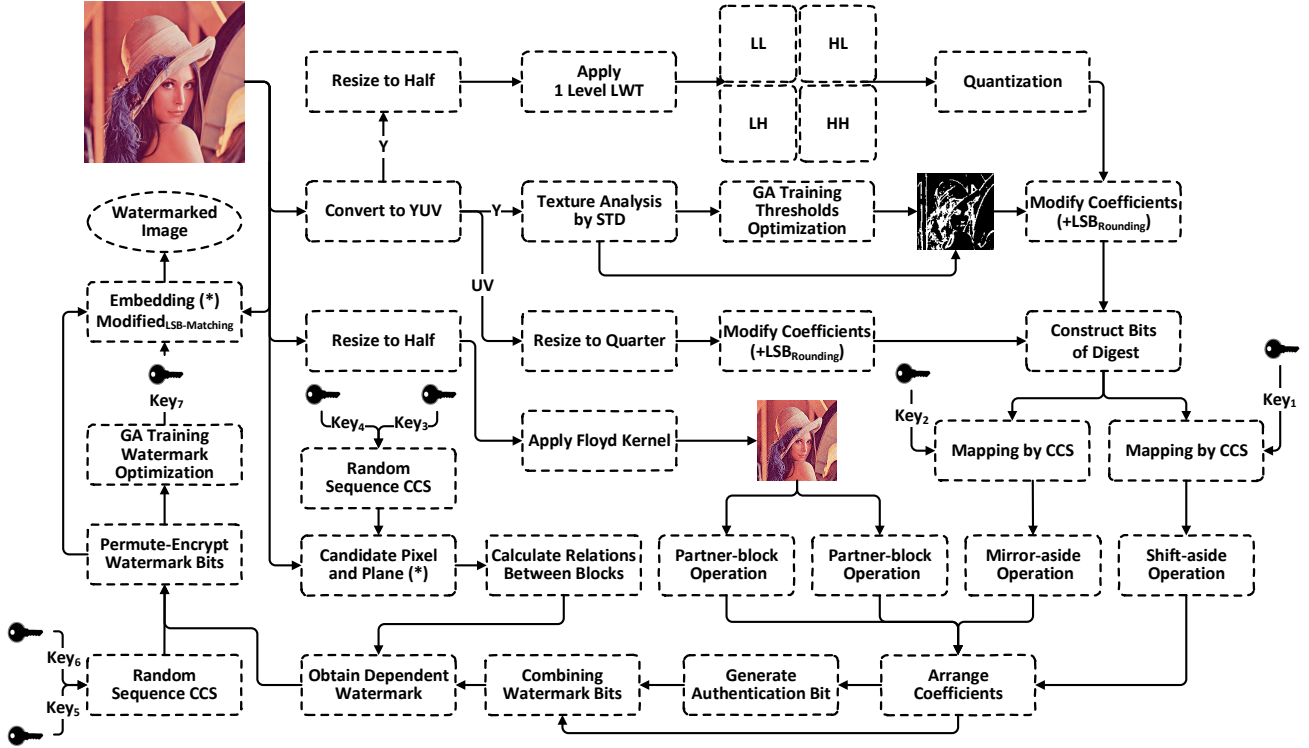 LL
HL
Resize to Half
Apply
1 Level LWT
Quantization
LH
HH
Y
Watermarked
Image
Convert to YUV
Y
Texture Analysis
by STD
GA Training
Thresholds
Optimization
Modify Coefficients
(+LSBRounding)
UV
Embedding (*)
ModifiedLSB-Matching
Resize to Half
Resize to Quarter
Modify Coefficients
(+LSBRounding)
Construct Bits
of Digest
Key7
Key4
Key3
Key2
Key1
GA Training
Watermark
Optimization
Apply Floyd Kernel
Mapping by CCS
Mapping by CCS
Random
Sequence CCS
Permute-Encrypt
Watermark Bits
Candidate Pixel
and Plane (*)
Calculate Relations
Between Blocks
Partner-block
Operation
Partner-block
Operation
Mirror-aside
Operation
Shift-aside
Operation
Key6
Key5
Random
Sequence CCS
Obtain Dependent
Watermark
Combining
Watermark Bits
Generate
Authentication Bit
Arrange
Coefficients